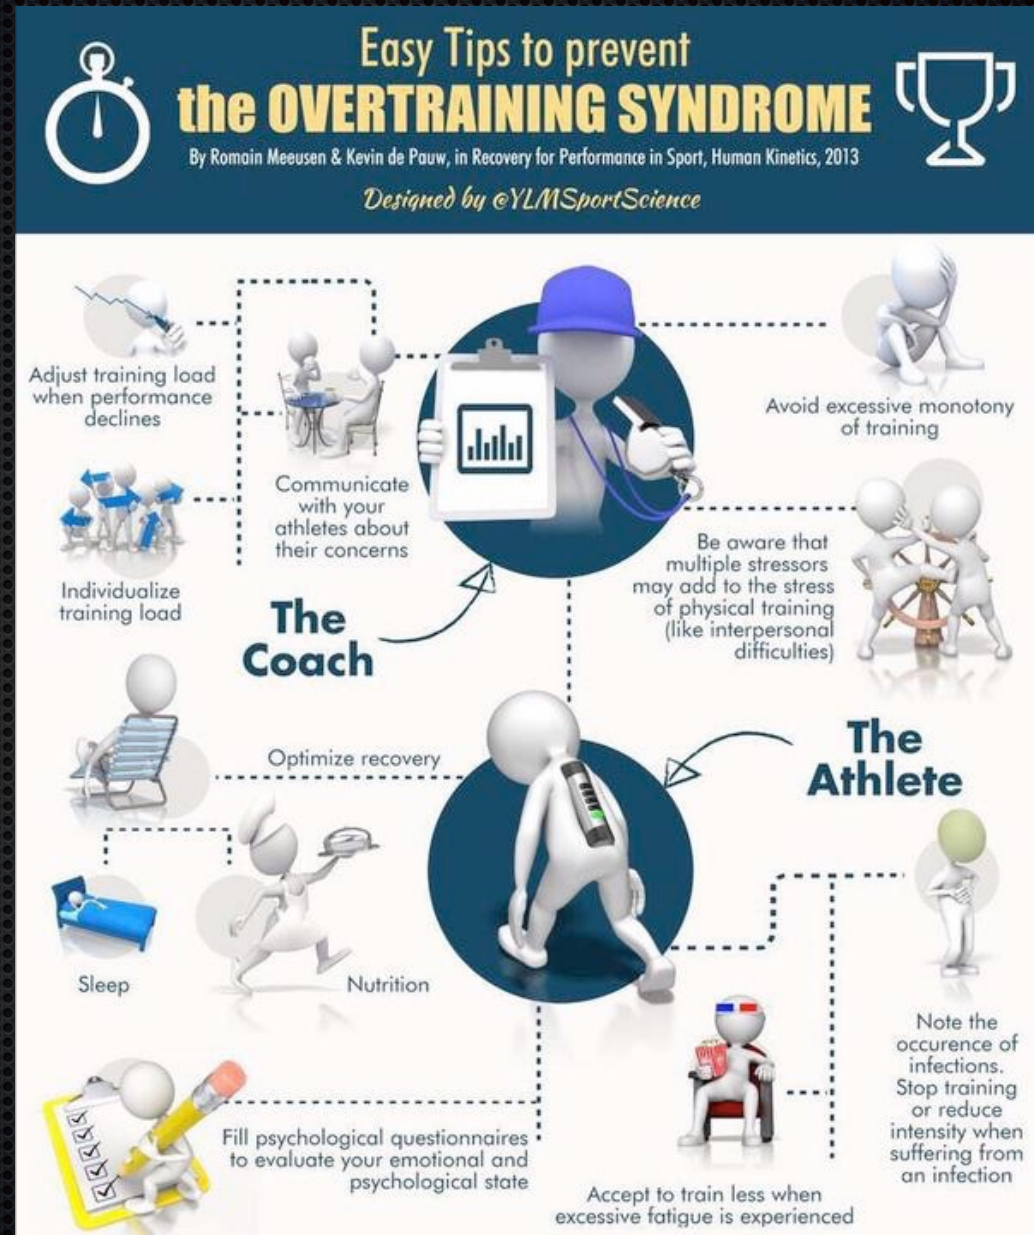 Easy Tips to prevent
the OVERTRAINING SYNDROME
By Romain Meeusen & Kevin de Pauw, in Recovery for Performance in Sport, Human Kinetics, 2013
Designed by @YLMSportScience
Adjust training load
when performance
declines
Communicate
with your
athletes about
their concerns
Individualize
training load
The
Coach
Avoid excessive monotony
of training
Be aware that
multiple stressors
may add to the stress
of physical training
(like interpersonal
difficulties)
The
Athlete
Optimize recovery
Sleep
Nutrition
Fill psychological questionnaires
to evaluate your emotional and
psychological state
Accept to train less when
excessive fatigue is experienced
Note the
occurence of
infections.
Stop training
or reduce
intensity when
suffering from
an infection